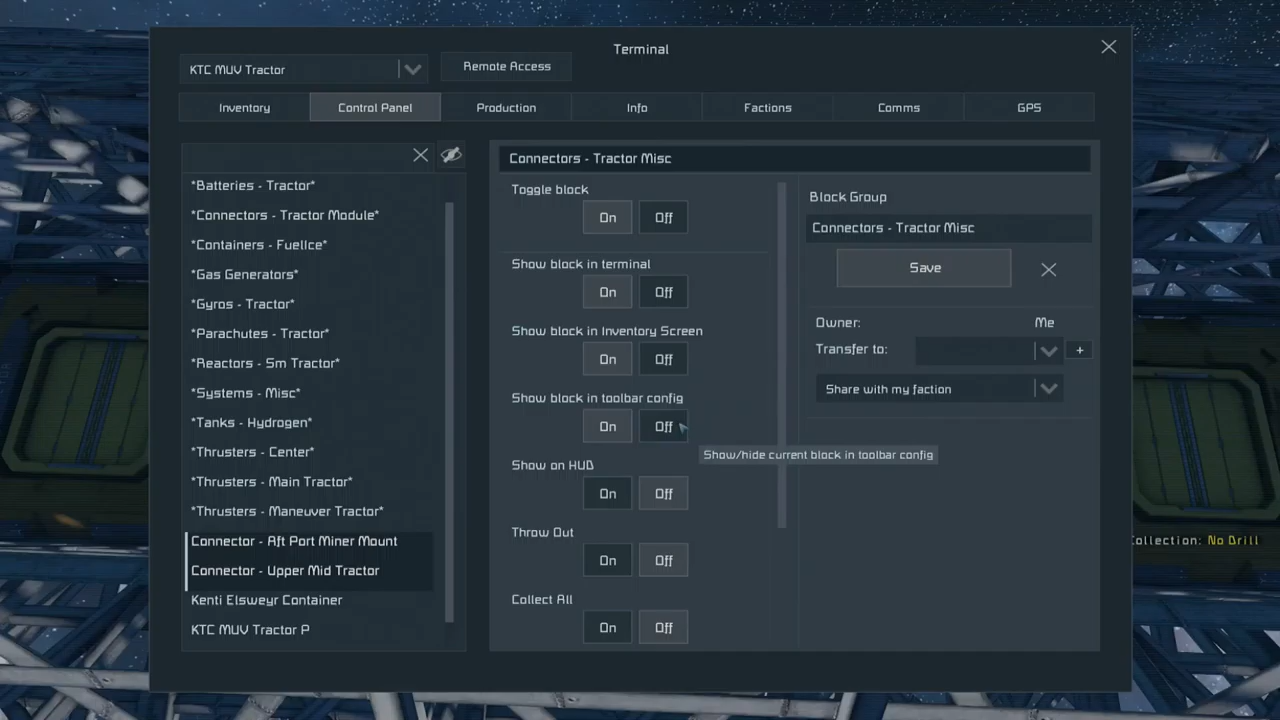 Terminal
KTC MUV Tractor
Remote Access
Inventory
Control Panel
Production
Info
Factions
Comms
GPS
*Batteries - Tractor*
*Connectors - Tractor Module*
*Containers - FuelIce*
*Gas Generators*
*Gyros - Tractor*
*Parachutes - Tractor*
*Reactors - Sm Tractor*
*Systems - Misc*
*Tanks - Hydrogen*
*Thrusters - Center*
*Thrusters - Main Tractor*
*Thrusters - Maneuver Tractor*
Connector - Aft Port Miner Mount
Connector - Upper Mid Tractor
Kenti Elsweyr Container
KTC MUV Tractor P
Connectors - Tractor Misc
Toggle block
On Off
Show block in terminal
On Off
Show block in Inventory Screen
On Off
Show block in toolbar config
On Off
Show/hide current block in toolbar config
Show on HUD
On Off
Throw Out
On Off
Collect All
On Off
Block Group
Connectors - Tractor Misc
Save
Owner: Me
Transfer to:
+
Share with my faction
Collection: No Drill